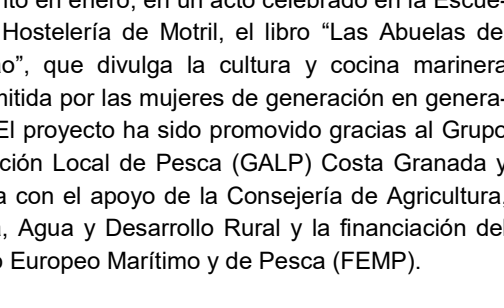 nto en enero, en un acto celebrado en la Escue-
Hostelería de Motril, el libro “Las Abuelas de
o”, que divulga la cultura y cocina marinera
mitida por las mujeres de generación en genera-
El proyecto ha sido promovido gracias al Grupo
ción Local de Pesca (GALP) Costa Granada y
a con el apoyo de la Consejería de Agricultura,
, Agua y Desarrollo Rural y la financiación del
o Europeo Marítimo y de Pesca (FEMP).